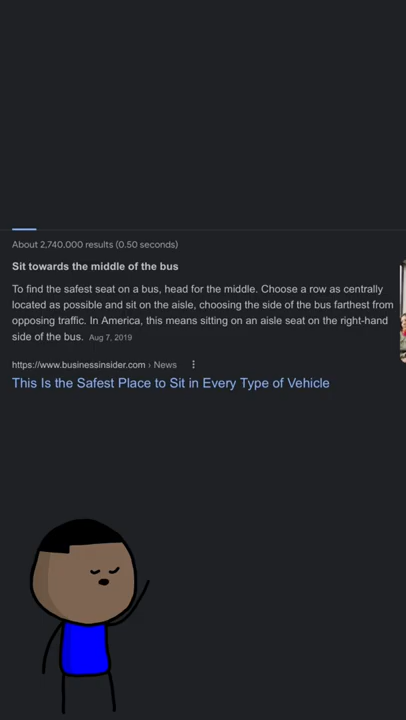 About 2,740,000 results (0.50 seconds)
Sit towards the middle of the bus
To find the safest seat on a bus, head for the middle. Choose a row as centrally
located as possible and sit on the aisle, choosing the side of the bus farthest from
opposing traffic. In America, this means sitting on an aisle seat on the right-hand
side of the bus. Aug 7, 2019
https://www.businessinsider.com › News
This Is the Safest Place to Sit in Every Type of Vehicle